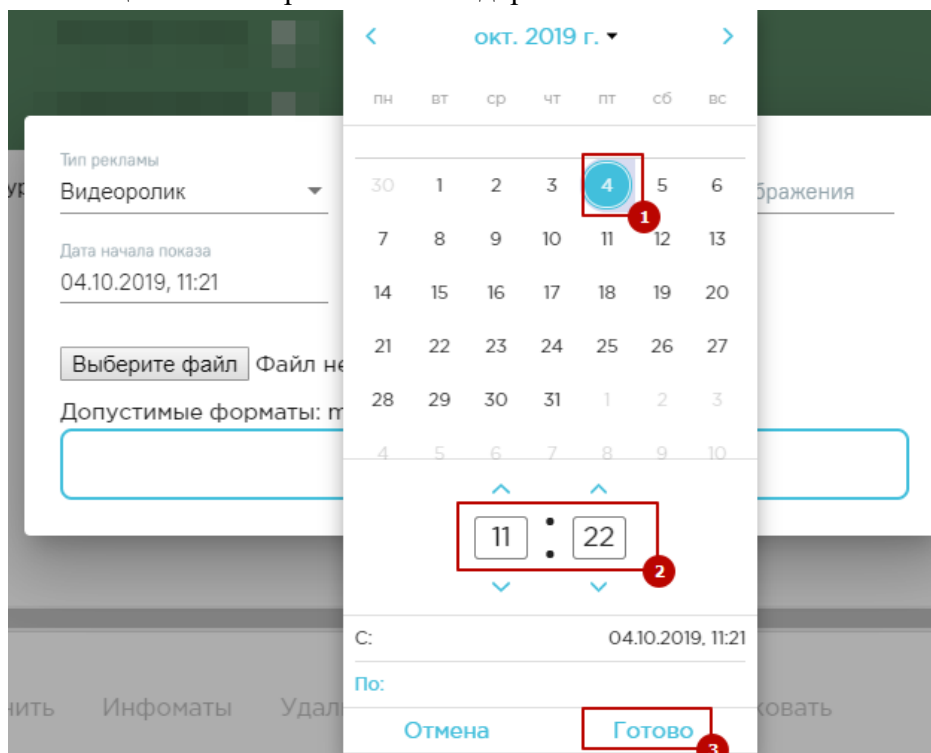 окт. 2019 г.
пн вт ср чт пт сб вс
30 1 2 3 4 5 6
1
7 8 9 10 11 12 13
14 15 16 17 18 19 20
21 22 23 24 25 26 27
28 29 30 31 1 2 3
4 5 6 7 8 9 10
Тип рекламы
Видеоролик
Дата начала показа
04.10.2019, 11:21
Выберите файл Файл не
Допустимые форматы:
11 : 22
2
С: 04.10.2019, 11:21
По:
Отмена Готово
3
Инфоматы